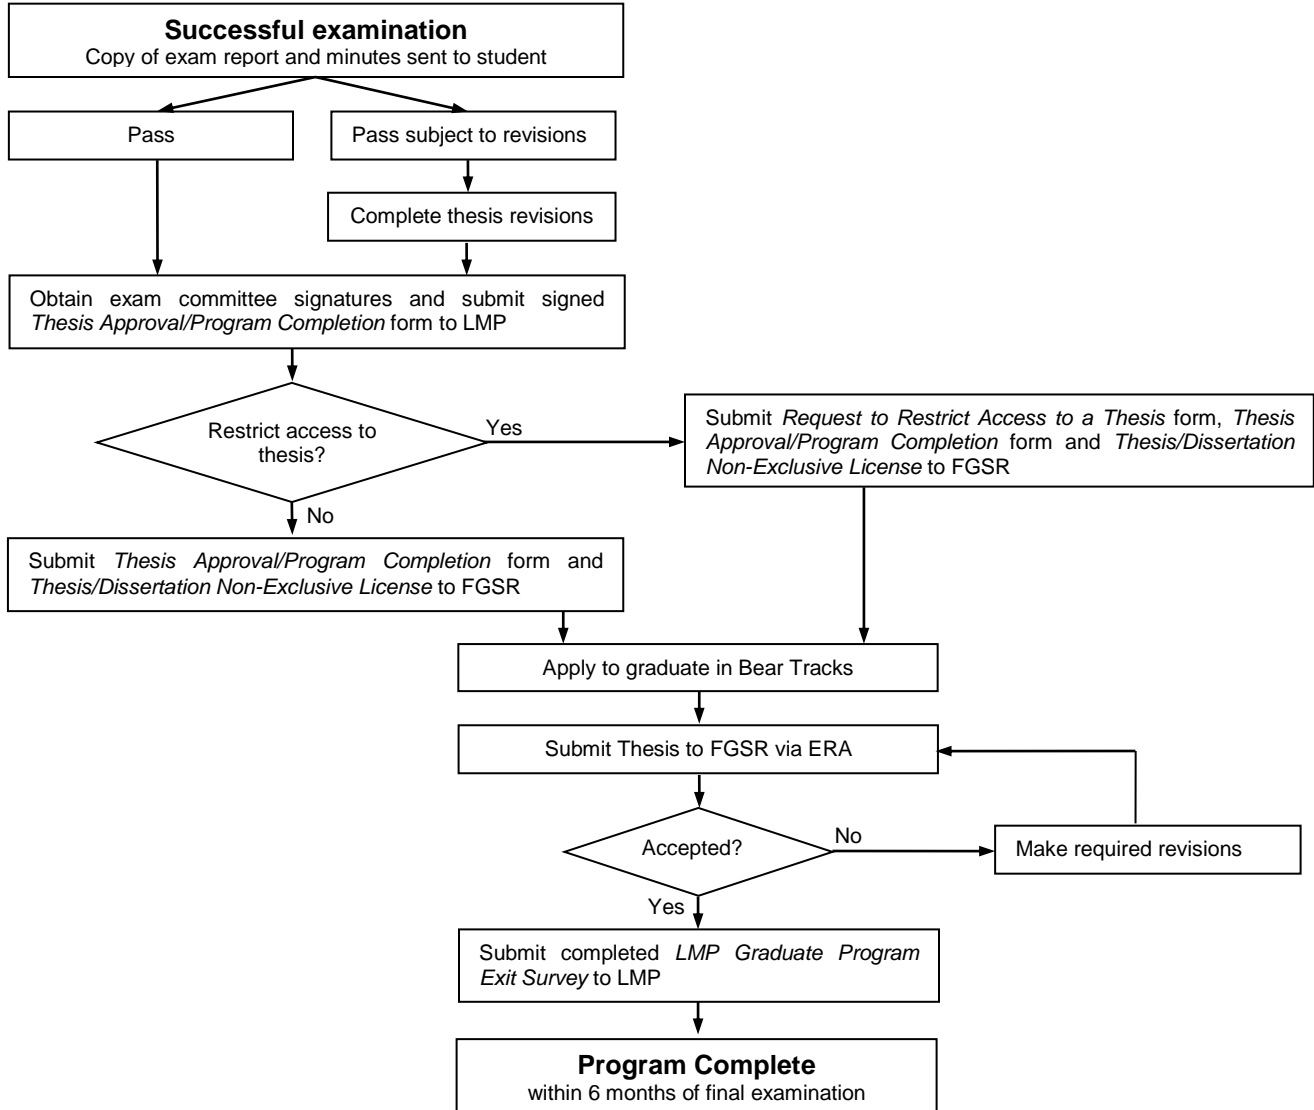 Successful examination
Copy of exam report and minutes sent to student
Pass
Pass subject to revisions
Complete thesis revisions
Obtain exam committee signatures and submit signed
Thesis Approval/Program Completion form to LMP
Restrict access to
thesis?
Yes
Submit Request to Restrict Access to a Thesis form, Thesis
Approval/Program Completion form and Thesis/Dissertation
Non-Exclusive License to FGSR
No
Submit Thesis Approval/Program Completion form and
Thesis/Dissertation Non-Exclusive License to FGSR
Apply to graduate in Bear Tracks
Submit Thesis to FGSR via ERA
Accepted?
No
Make required revisions
Yes
Submit completed LMP Graduate Program
Exit Survey to LMP
Program Complete
within 6 months of final examination